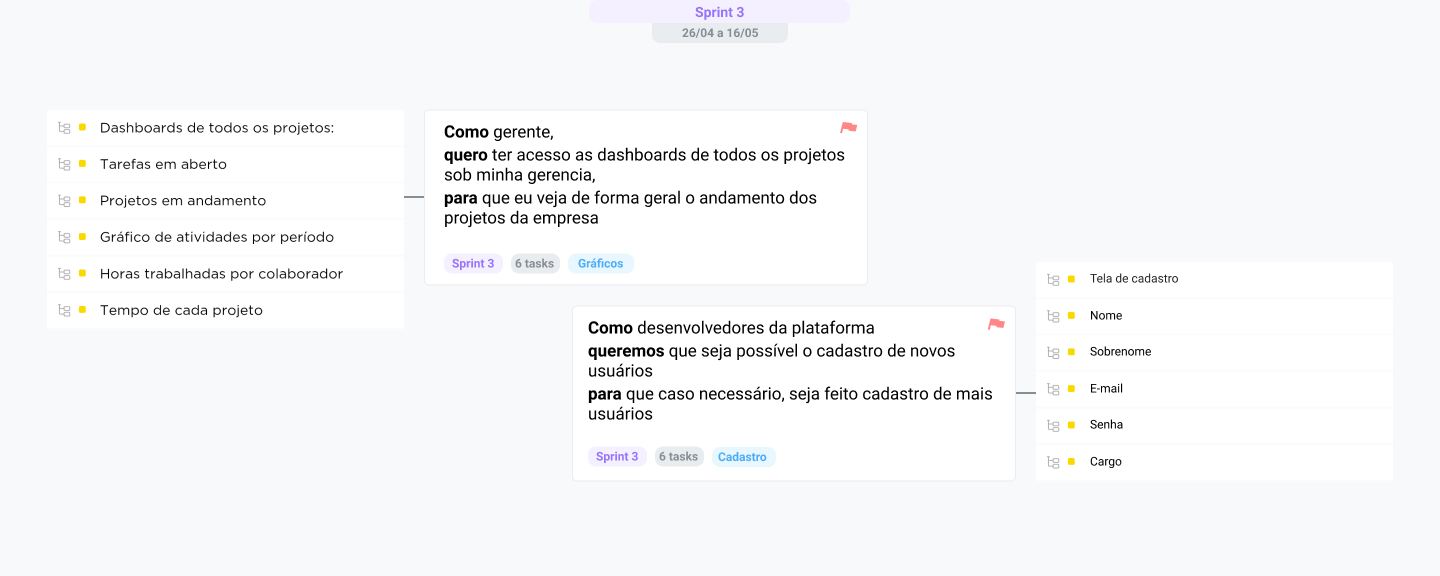 Sprint 3
26/04 a 16/05
Dashboards de todos os projetos:
Tarefas em aberto
Projetos em andamento
Gráfico de atividades por período
Horas trabalhadas por colaborador
Tempo de cada projeto
Como gerente,
quero ter acesso as dashboards de todos os projetos
sob minha gerencia,
para que eu veja de forma geral o andamento dos
projetos da empresa
Sprint 3 6 tasks Gráficos
Como desenvolvedores da plataforma
queremos que seja possível o cadastro de novos
usuários
para que caso necessário, seja feito cadastro de mais
usuários
Sprint 3 6 tasks Cadastro
Tela de cadastro
Nome
Sobrenome
E-mail
Senha
Cargo